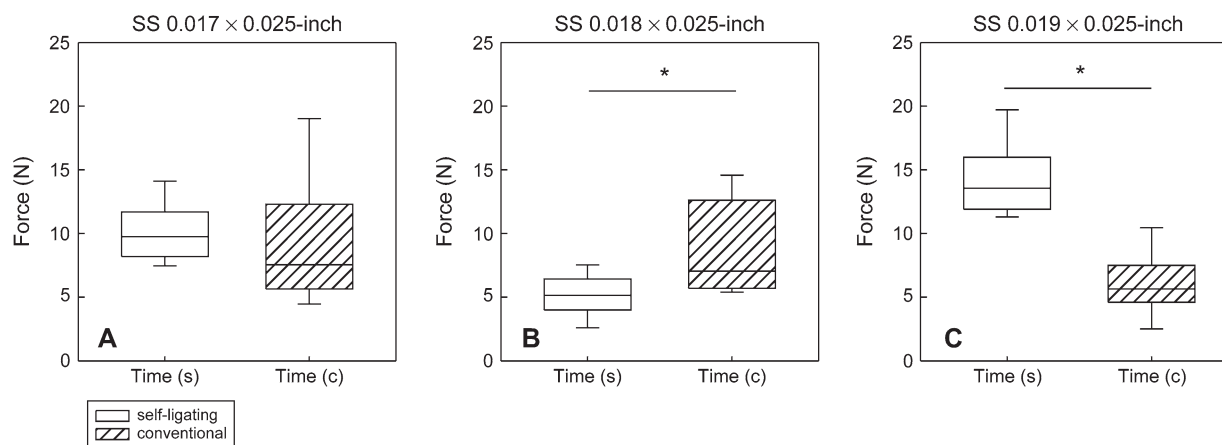 SS 0.017 × 0.025-inch
25
20
15
10
5
0
Force (N)
A
Time (s) Time (c)
self-ligating
conventional
SS 0.018 × 0.025-inch
25
20
15
10
5
0
Force (N)
*
B
Time (s) Time (c)
SS 0.019 × 0.025-inch
25
20
15
10
5
0
Force (N)
*
C
Time (s) Time (c)